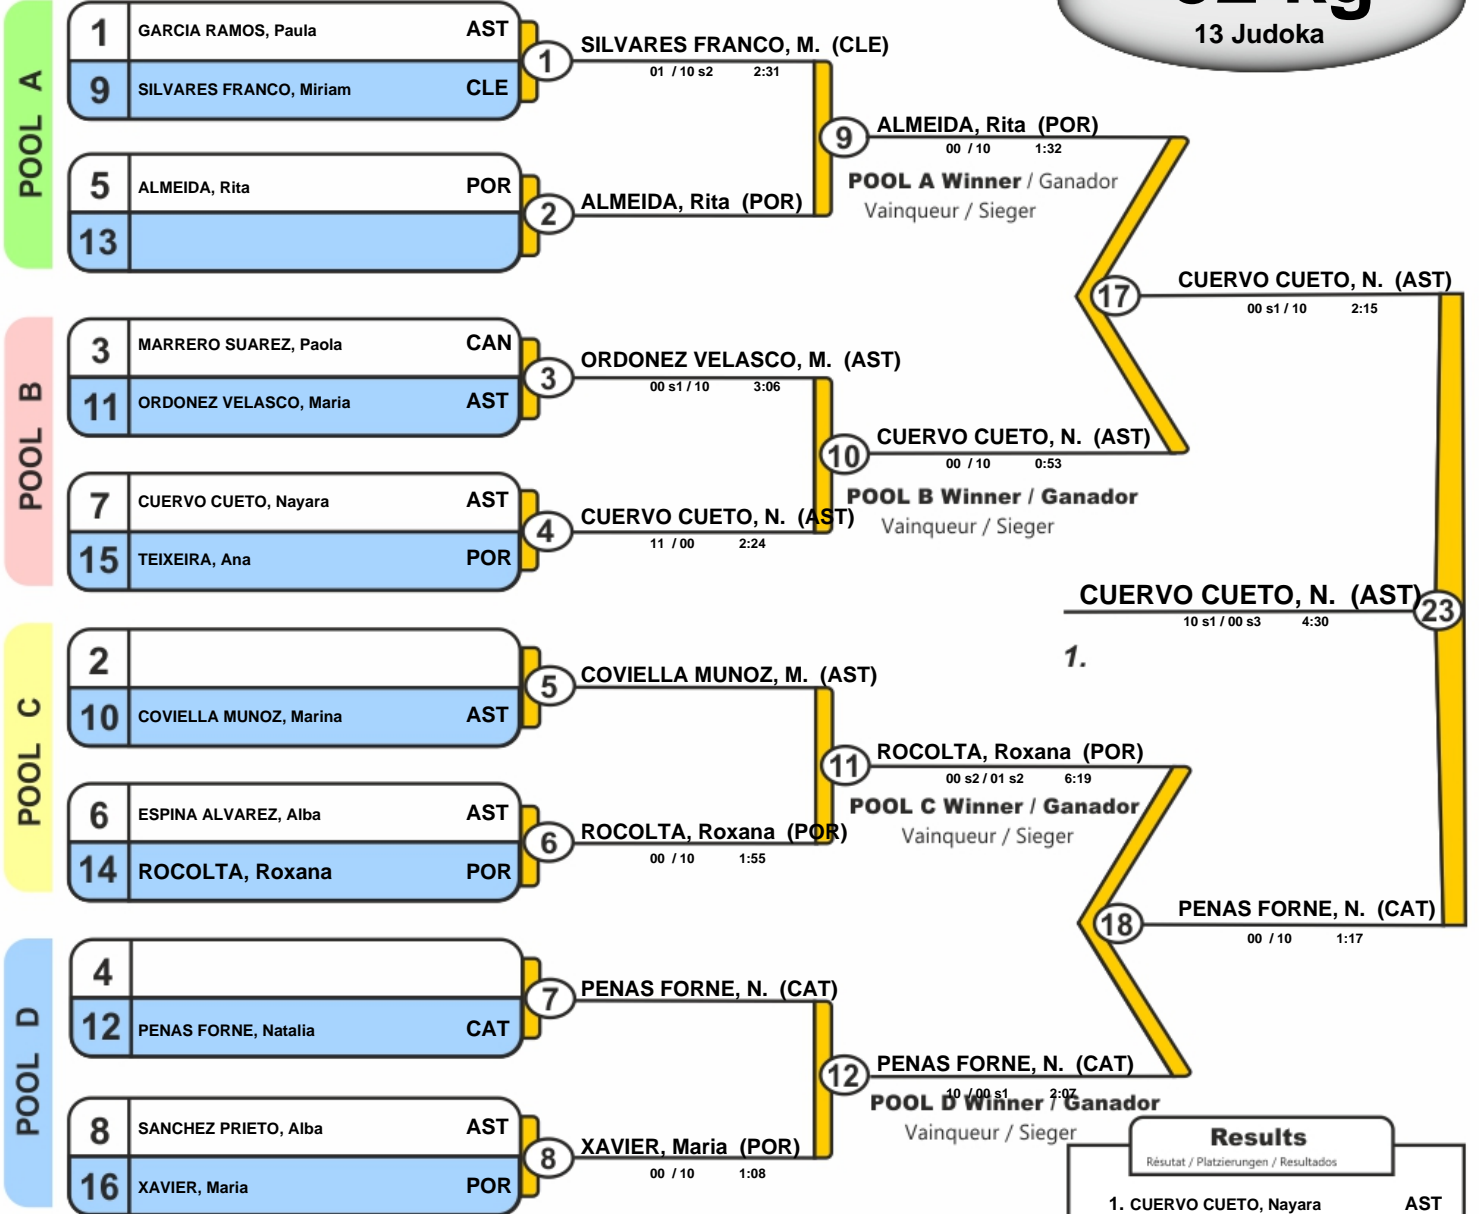 13 Judoka
POOL A
1 GARCIA RAMOS, Paula AST
9 SILVARES FRANCO, Miriam CLE
5 ALMEIDA, Rita POR
13
1 SILVARES FRANCO, M. (CLE)
01 / 10 s2 2:31
2 ALMEIDA, Rita (POR)
9 ALMEIDA, Rita (POR)
00 / 10 1:32
POOL A Winner / Ganador
Vainqueur / Sieger
POOL B
3 MARRERO SUAREZ, Paola CAN
11 ORDONEZ VELASCO, Maria AST
7 CUERVO CUETO, Nayara AST
15 TEIXEIRA, Ana POR
3 ORDONEZ VELASCO, M. (AST)
00 s1 / 10 3:06
4 CUERVO CUETO, N. (AST)
11 / 00 2:24
10 CUERVO CUETO, N. (AST)
00 / 10 0:53
POOL B Winner / Ganador
Vainqueur / Sieger
17 CUERVO CUETO, N. (AST)
00 s1 / 10 2:15
POOL C
2
10 COVIELLA MUNOZ, Marina AST
6 ESPINA ALVAREZ, Alba AST
14 ROCOLTA, Roxana POR
5 COVIELLA MUNOZ, M. (AST)
6 ROCOLTA, Roxana (POR)
00 / 10 1:55
11 ROCOLTA, Roxana (POR)
00 s2 / 01 s2 6:19
POOL C Winner / Ganador
Vainqueur / Sieger
POOL D
4
12 PENAS FORNE, Natalia CAT
8 SANCHEZ PRIETO, Alba AST
16 XAVIER, Maria POR
7 PENAS FORNE, N. (CAT)
8 XAVIER, Maria (POR)
00 / 10 1:08
12 PENAS FORNE, N. (CAT)
10 / 00 s1 2:07
POOL D Winner / Ganador
Vainqueur / Sieger
18 PENAS FORNE, N. (CAT)
00 / 10 1:17
CUERVO CUETO, N. (AST) 23
10 s1 / 00 s3 4:30
1.
Results
Résutat / Platzierungen / Resultados
1. CUERVO CUETO, Nayara AST